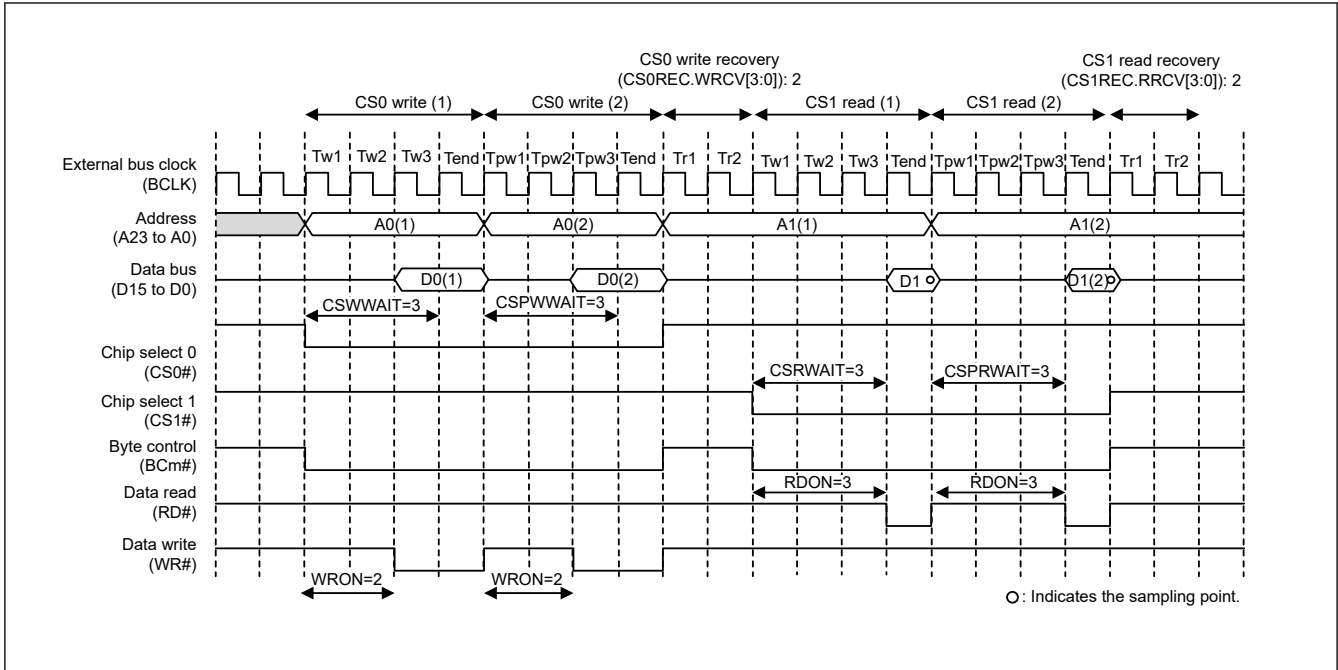 CS0 write recovery
(CS0REC.WRCV[3:0]): 2
CS1 read recovery
(CS1REC.RRCV[3:0]): 2
CS0 write (1)
CS0 write (2)
CS1 read (1)
CS1 read (2)
Tw1 Tw2 Tw3 Tend Tpw1 Tpw2 Tpw3 Tend Tr1 Tr2 Tw1 Tw2 Tw3 Tend Tpw1 Tpw2 Tpw3 Tend Tr1 Tr2
External bus clock
(BCLK)
Address
(A23 to A0)
A0(1) A0(2) A1(1) A1(2)
Data bus
(D15 to D0)
D0(1) D0(2) D1 D1(2)
CSWWAIT=3 CSPWWAIT=3
Chip select 0
(CS0#)
CSRWAIT=3 CSPRWAIT=3
Chip select 1
(CS1#)
Byte control
(BCm#)
Data read
(RD#)
RDON=3 RDON=3
Data write
(WR#)
WRON=2 WRON=2
: Indicates the sampling point.